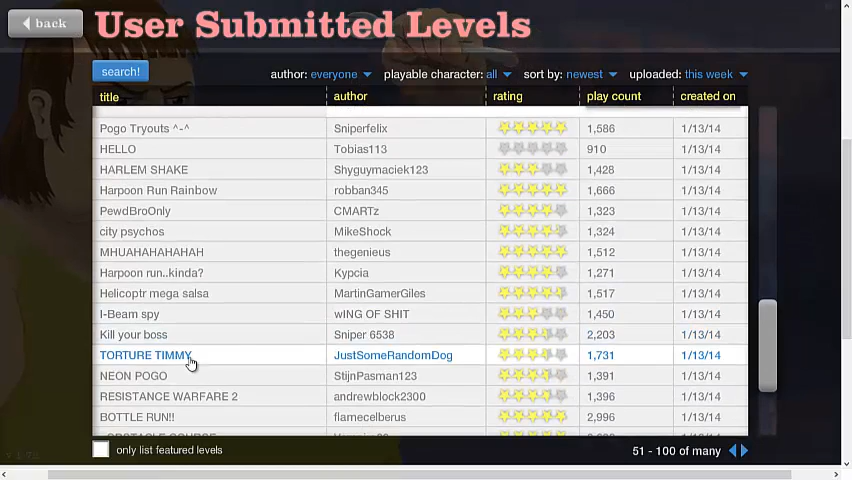 back
User Submitted Levels
search!
author: everyone playable character: all sort by: newest uploaded: this week
title author rating play count created on
Pogo Tryouts ^-^ Sniperfelix 1,586 1/13/14
HELLO Tobias113 910 1/13/14
HARLEM SHAKE Shyguymaciek123 1,428 1/13/14
Harpoon Run Rainbow robban345 1,666 1/13/14
PewdBroOnly CMARTz 1,323 1/13/14
city psychos MikeShock 1,324 1/13/14
MHUAHAHAHAHAH thegenieus 1,512 1/13/14
Harpoon run..kinda? Kypcia 1,271 1/13/14
Helicoptr mega salsa MartinGamerGiles 1,517 1/13/14
I-Beam spy wING OF SHIT 1,450 1/13/14
Kill your boss Sniper 6538 2,203 1/13/14
TORTURE TIMMY JustSomeRandomDog 1,731 1/13/14
NEON POGO StijnPasman123 1,391 1/13/14
RESISTANCE WARFARE 2 andrewblock2300 1,396 1/13/14
BOTTLE RUN!! flamecelberus 2,996 1/13/14
OBSTACLE COURSE
only list featured levels 51 - 100 of many